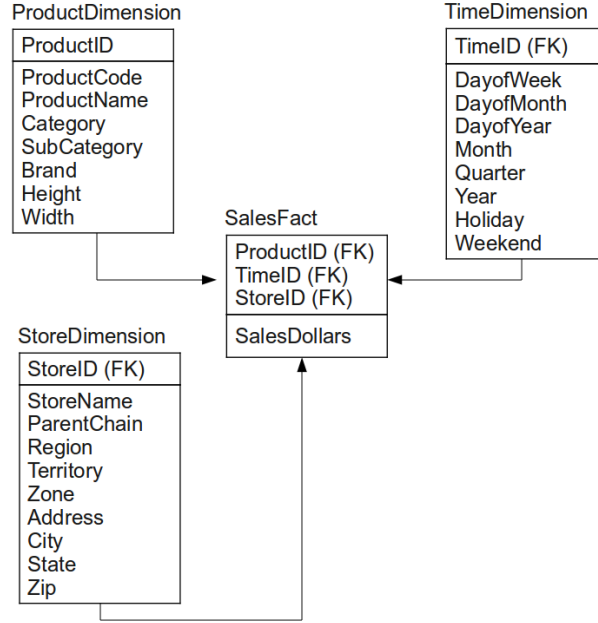 ProductDimension
ProductID
ProductCode
ProductName
Category
SubCategory
Brand
Height
Width
TimeDimension
TimeID (FK)
DayofWeek
DayofMonth
DayofYear
Month
Quarter
Year
Holiday
Weekend
SalesFact
ProductID (FK)
TimeID (FK)
StoreID (FK)
SalesDollars
StoreDimension
StoreID (FK)
StoreName
ParentChain
Region
Territory
Zone
Address
City
State
Zip